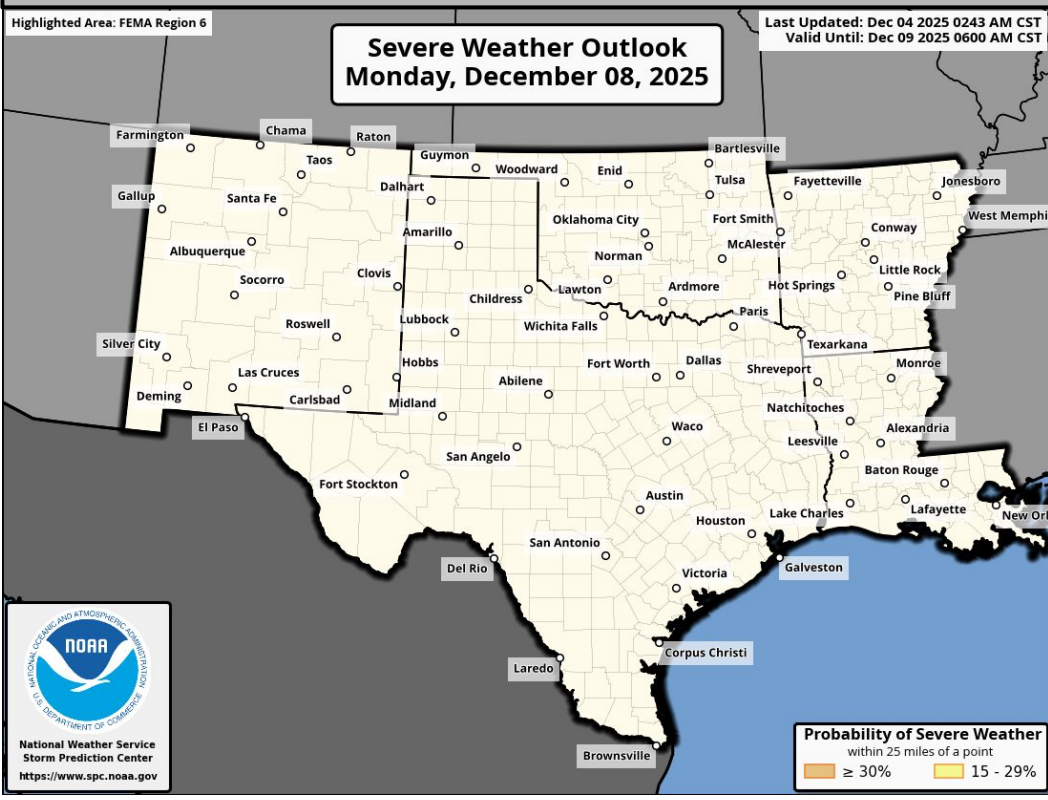 Highlighted Area: FEMA Region 6
Last Updated: Dec 04 2025 0243 AM CST
Valid Until: Dec 09 2025 0600 AM CST
Severe Weather Outlook
Monday, December 08, 2025
Farmington
Chama
Raton
Taos
Guymon
Woodward
Enid
Bartlesville
Tulsa
Fayetteville
Jonesboro
Gallup
Santa Fe
Dalhart
Oklahoma City
Fort Smith
West Memphi
Albuquerque
Amarillo
Norman
McAlester
Conway
Socorro
Clovis
Childress
Lawton
Ardmore
Hot Springs
Little Rock
Pine Bluff
Roswell
Lubbock
Wichita Falls
Paris
Texarkana
Silver City
Las Cruces
Hobbs
Abilene
Fort Worth
Dallas
Shreveport
Monroe
Deming
Carlsbad
Midland
Natchitoches
El Paso
San Angelo
Waco
Leesville
Alexandria
Fort Stockton
Baton Rouge
Austin
Houston
Lake Charles
Lafayette
New Orl
San Antonio
Del Rio
Galveston
Victoria
Laredo
Corpus Christi
Brownsville
NATIONAL OCEANIC AND ATMOSPHERIC ADMINISTRATION
NOAA
U.S. DEPARTMENT OF COMMERCE
National Weather Service
Storm Prediction Center
https://www.spc.noaa.gov
Probability of Severe Weather
within 25 miles of a point
≥ 30%
15 - 29%